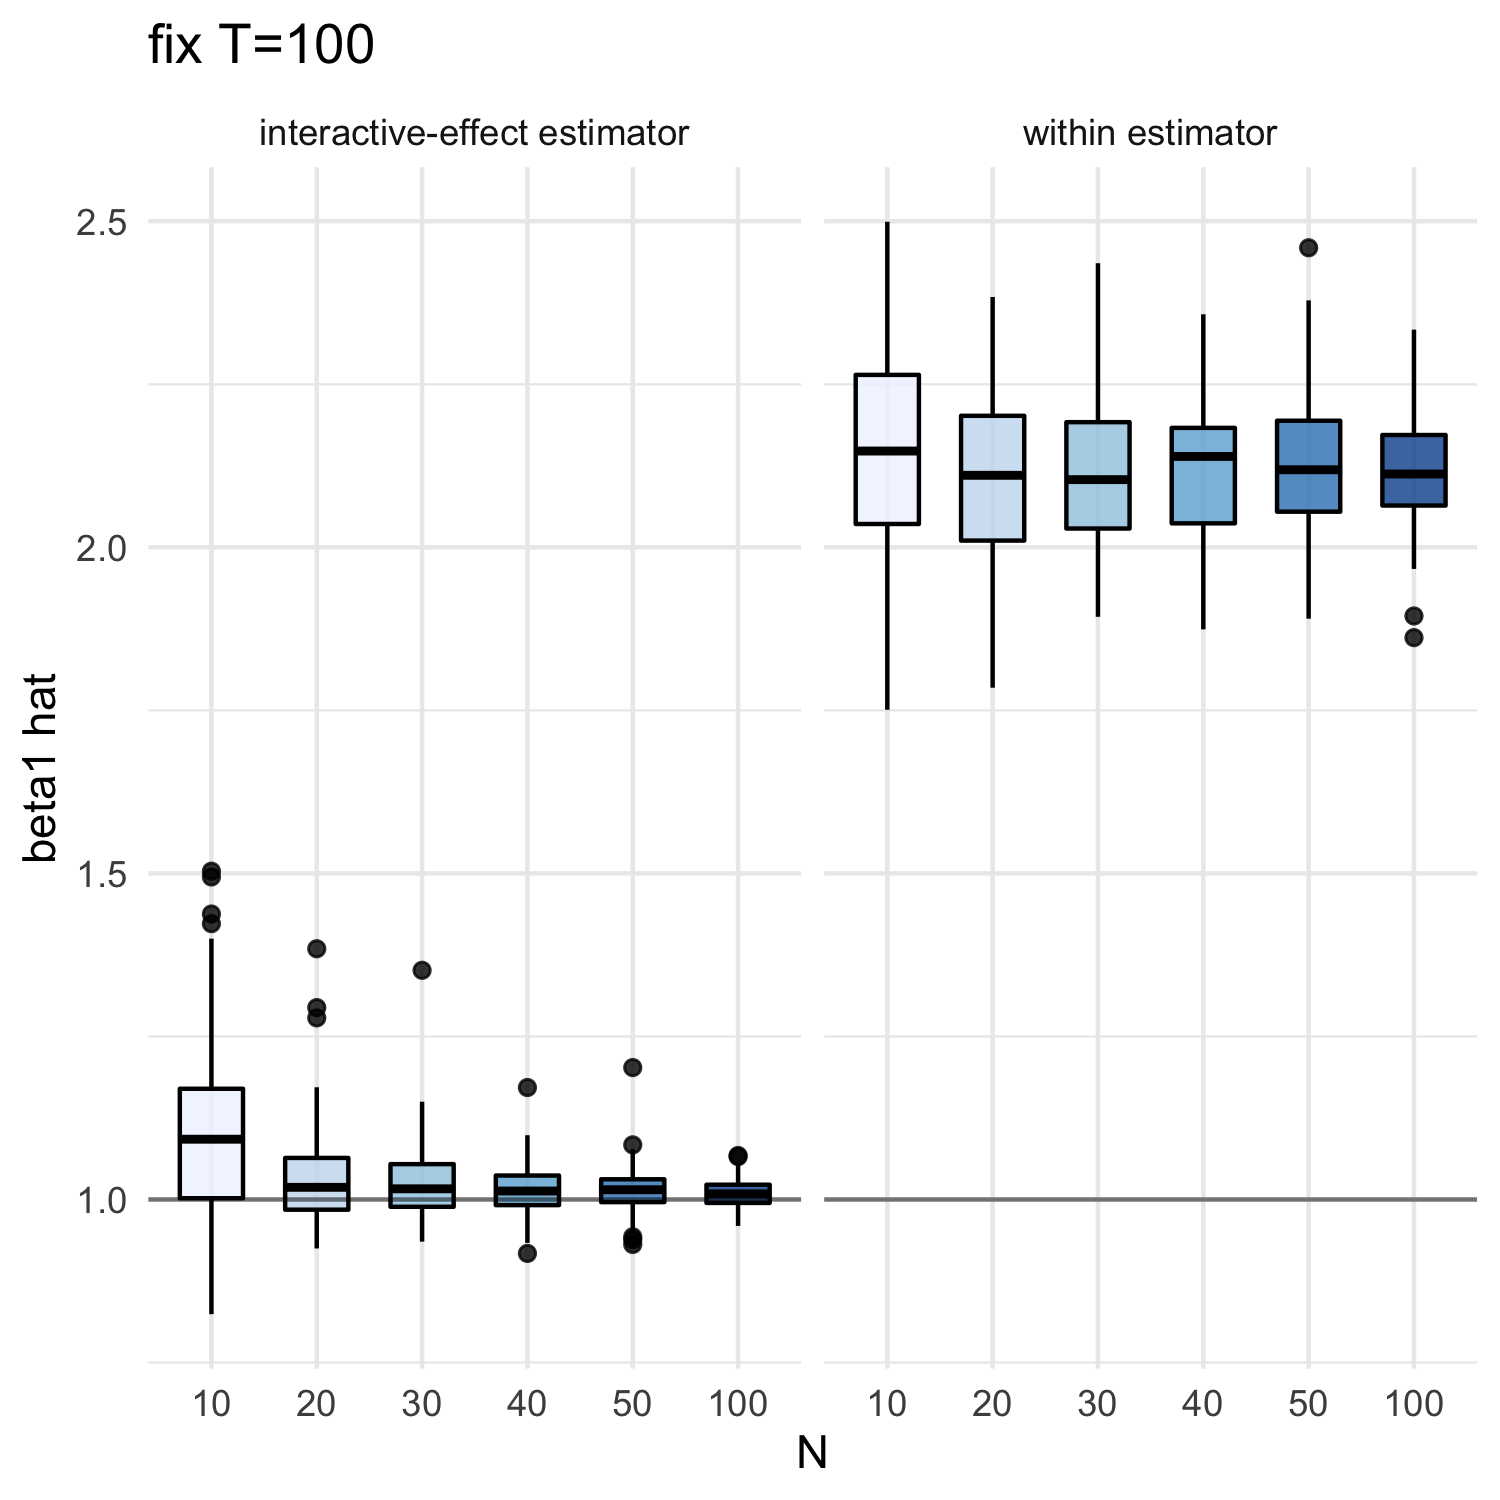 fix T=100
interactive-effect estimator within estimator
2.5
2.0
1.5
1.0
beta1 hat
10 20 30 40 50 100 10 20 30 40 50 100
N